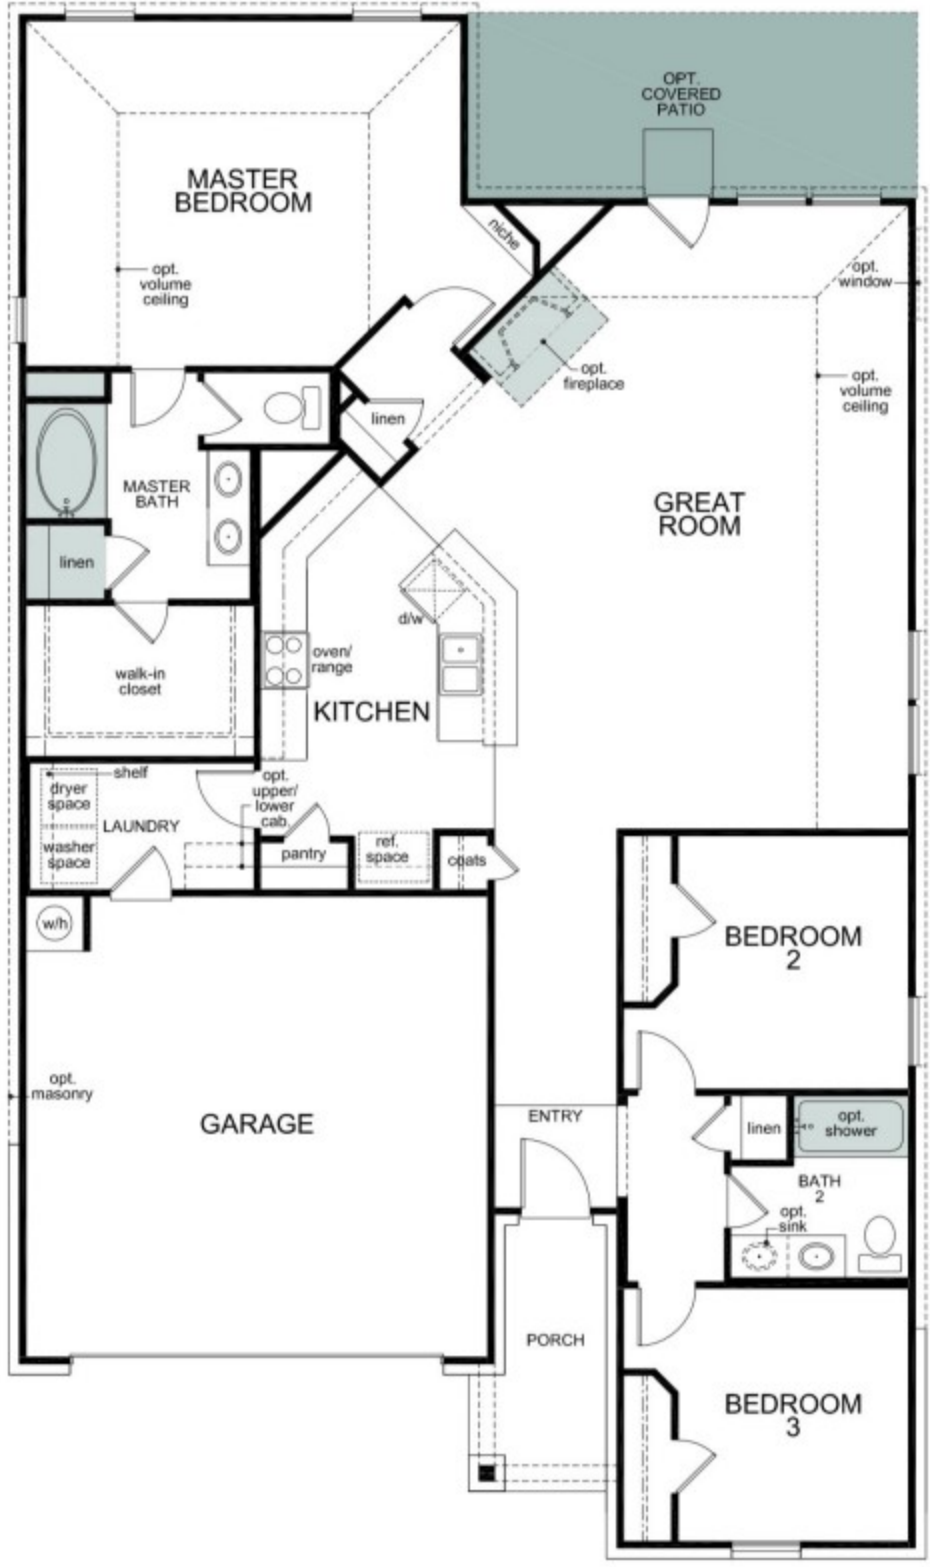 OPT.
COVERED
PATIO
MASTER
BEDROOM
niche
opt.
volume
ceiling
opt.
window
opt.
fireplace
opt.
volume
ceiling
linen
MASTER
BATH
GREAT
ROOM
linen
d/w
oven/
range
walk-in
closet
KITCHEN
shelf
dryer
space
opt.
upper/
lower
cab.
LAUNDRY
washer
space
pantry
ref.
space
coats
w/h
BEDROOM
2
opt.
masonry
GARAGE
ENTRY
linen
opt.
shower
BATH
2
opt.
sink
PORCH
BEDROOM
3